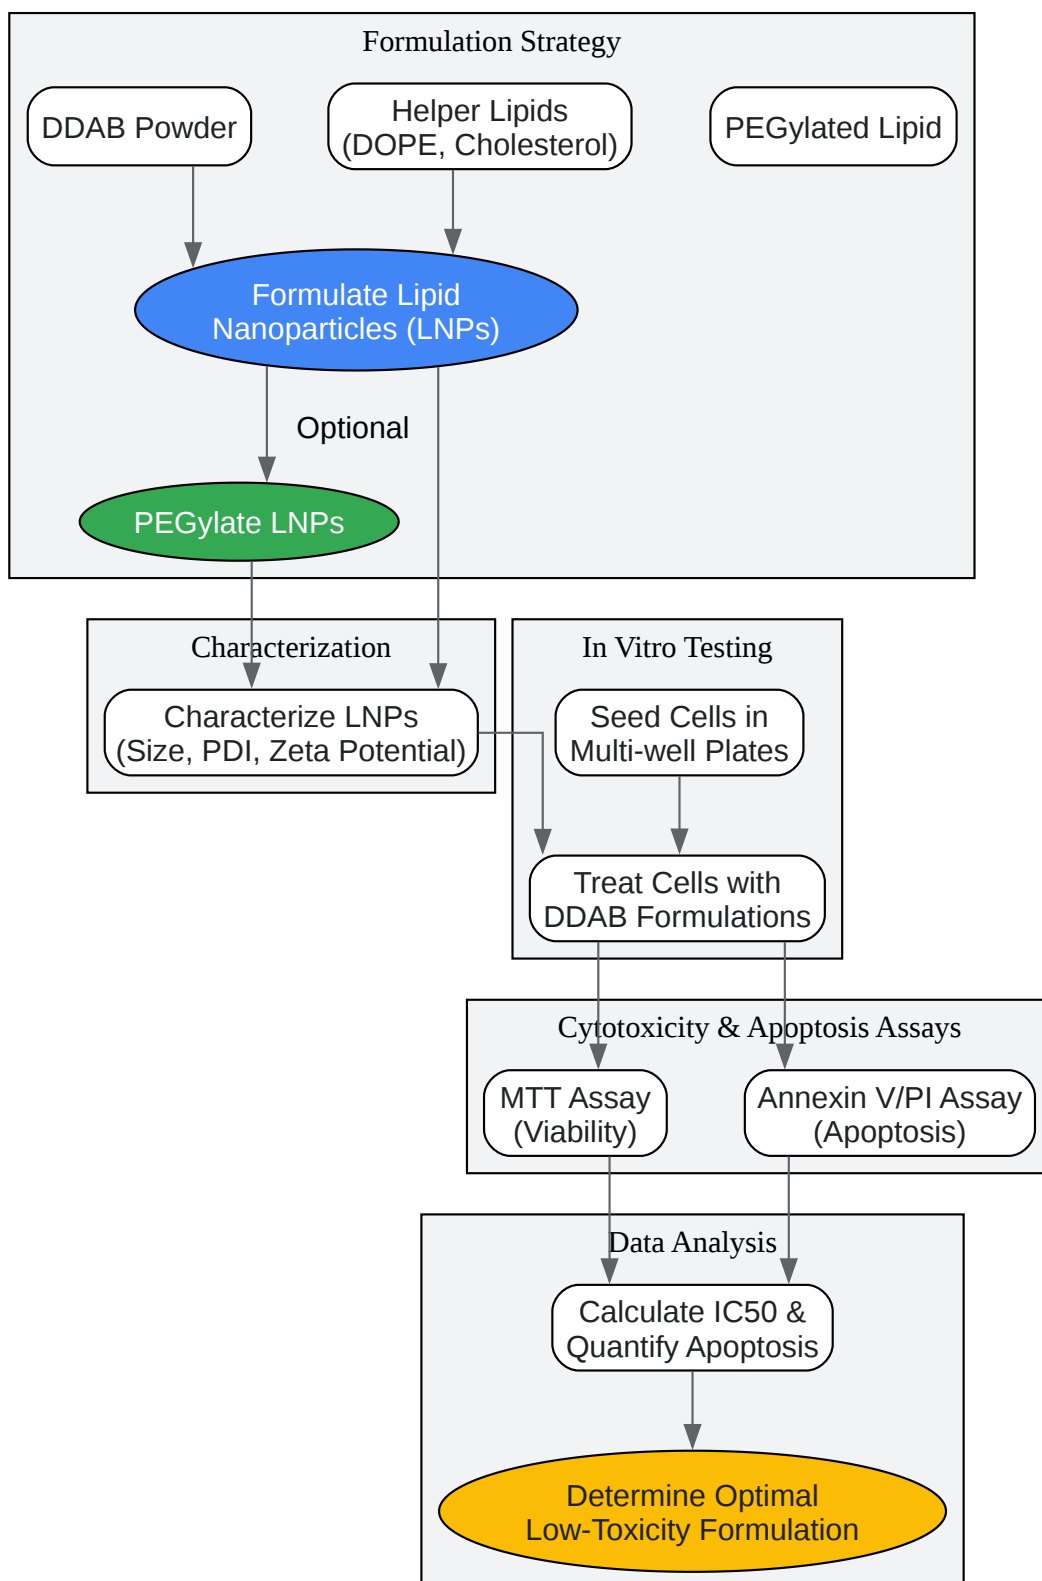 Formulation Strategy
DDAB Powder
Helper Lipids
(DOPE, Cholesterol)
PEGylated Lipid
Formulate Lipid
Nanoparticles (LNPs)
Optional
PEGylate LNPs
Characterization
Characterize LNPs
(Size, PDI, Zeta Potential)
In Vitro Testing
Seed Cells in
Multi-well Plates
Treat Cells with
DDAB Formulations
Cytotoxicity & Apoptosis Assays
MTT Assay
(Viability)
Annexin V/PI Assay
(Apoptosis)
Data Analysis
Calculate IC50 &
Quantify Apoptosis
Determine Optimal
Low-Toxicity Formulation